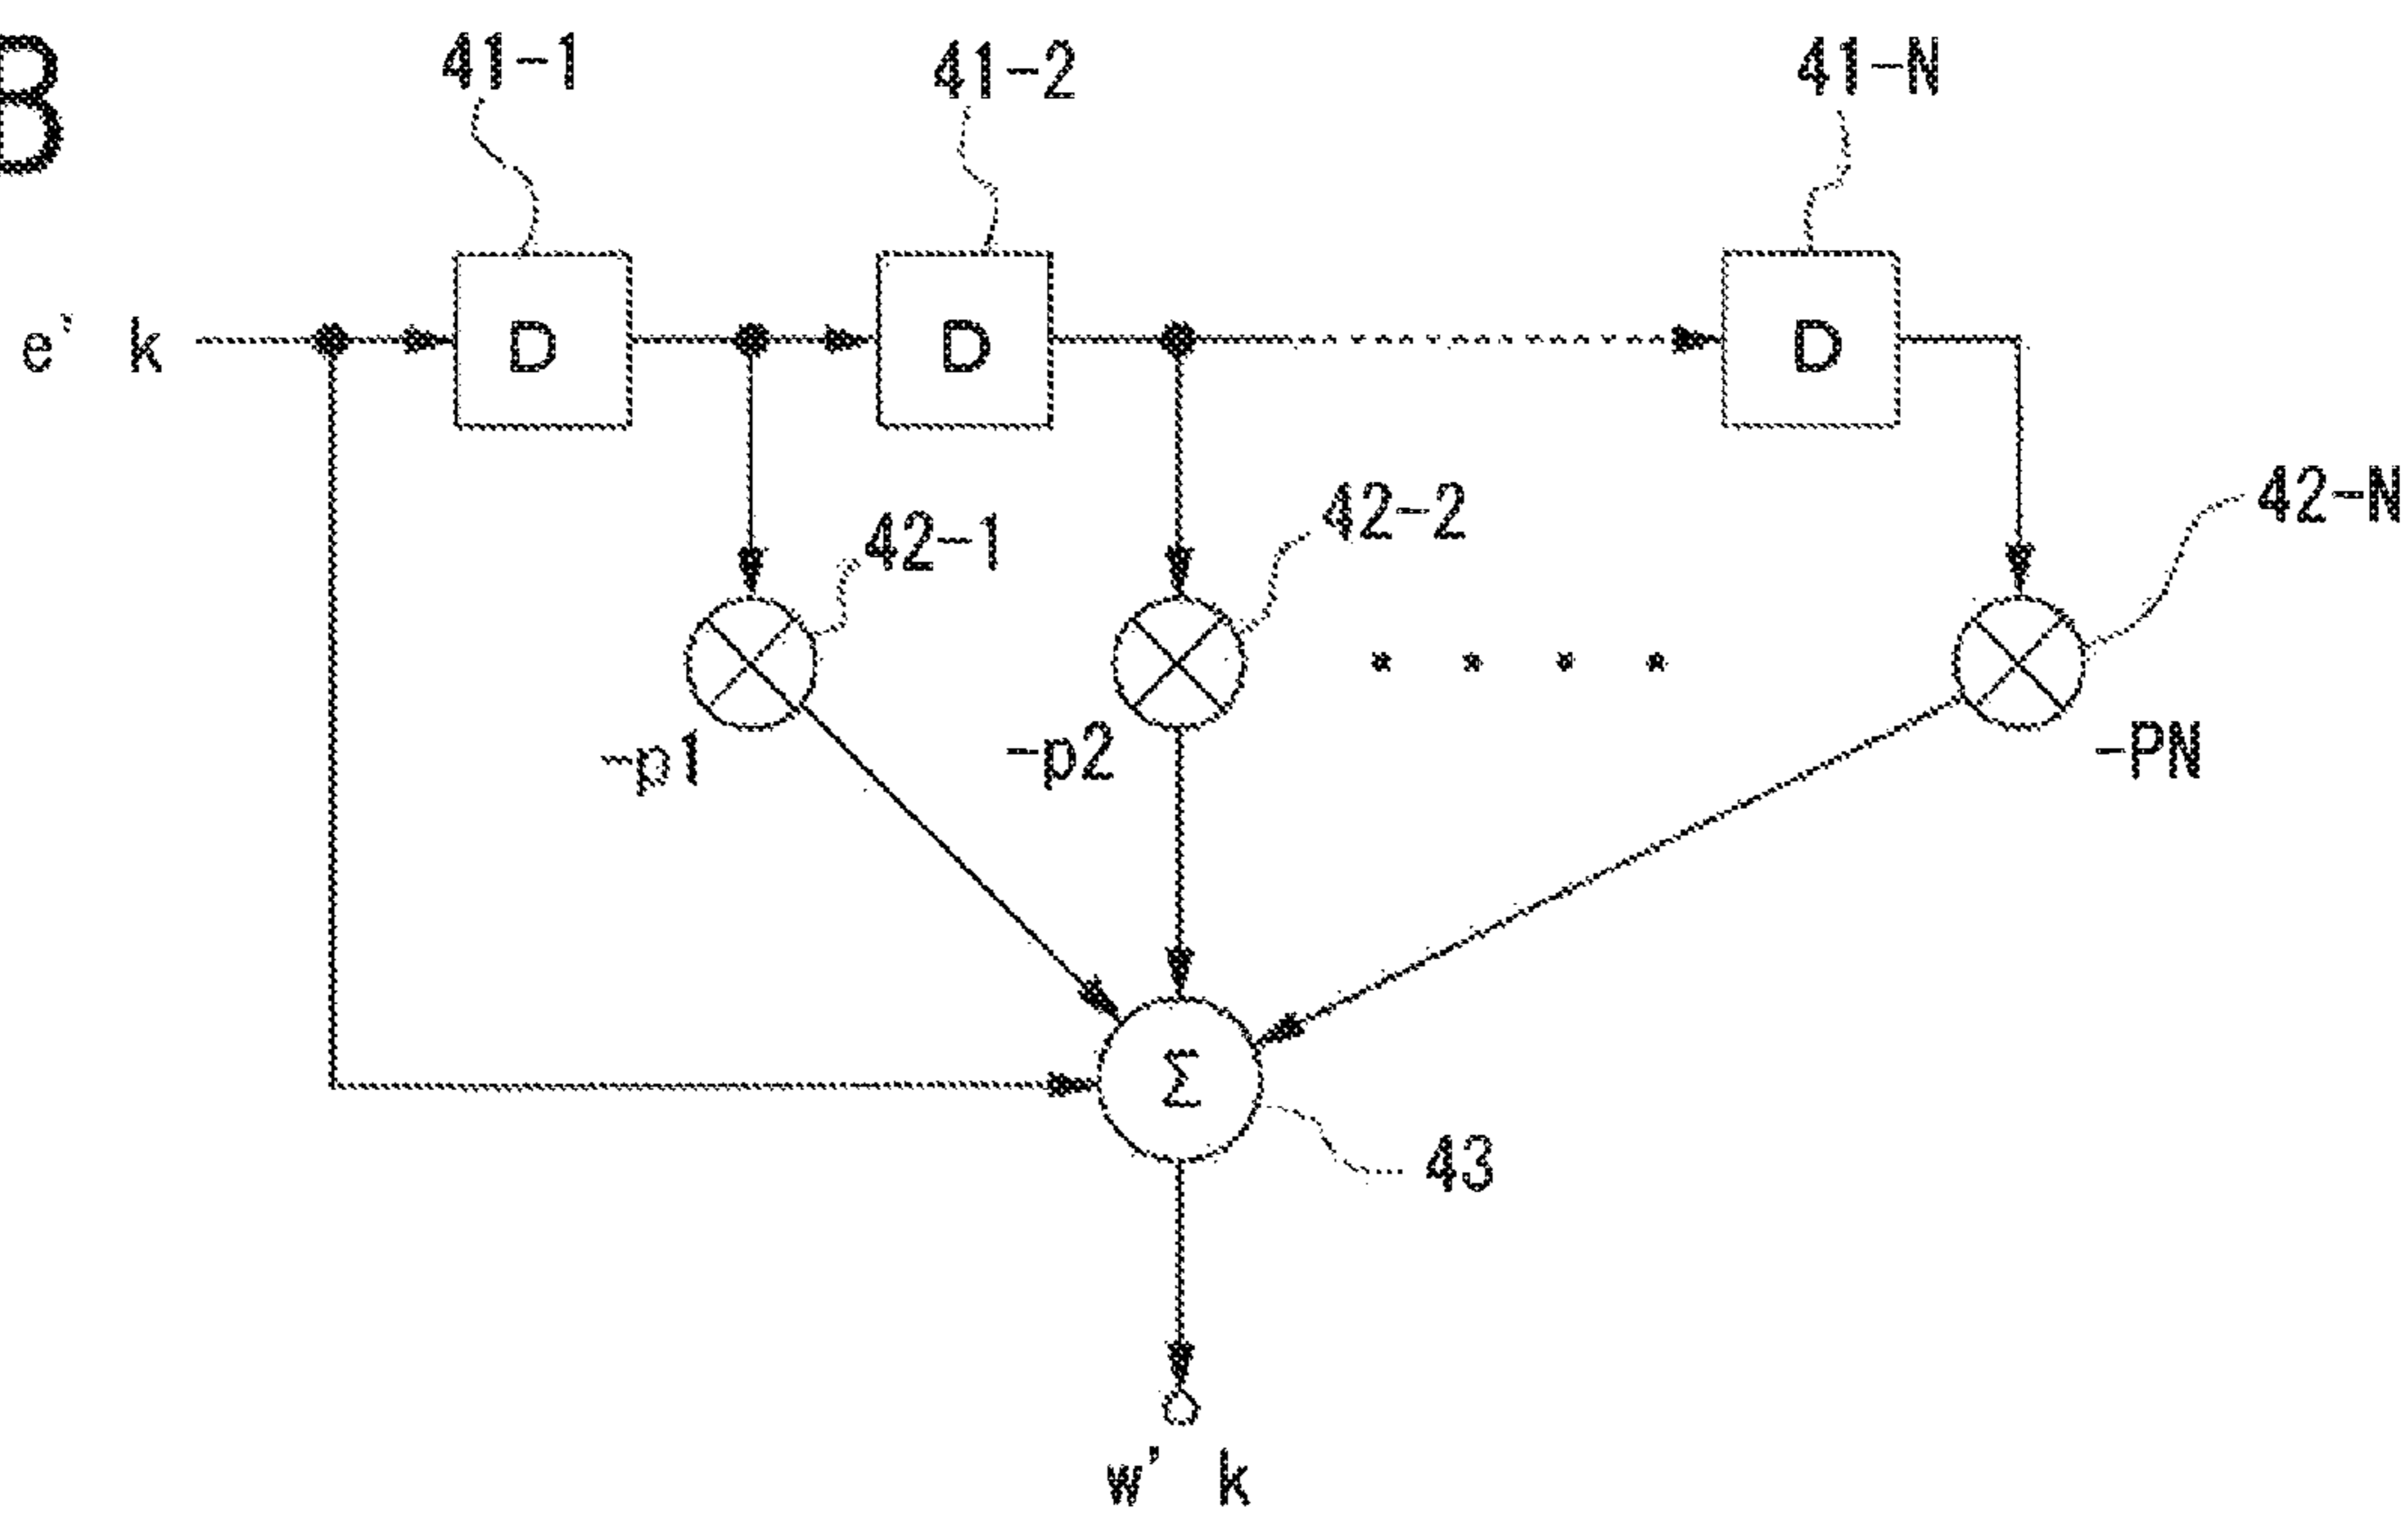 B
41-1 41-2 41-N
e' k D D D
42-1 42-2 42-N
-p1 -p2 -PN
Σ
43
w' k